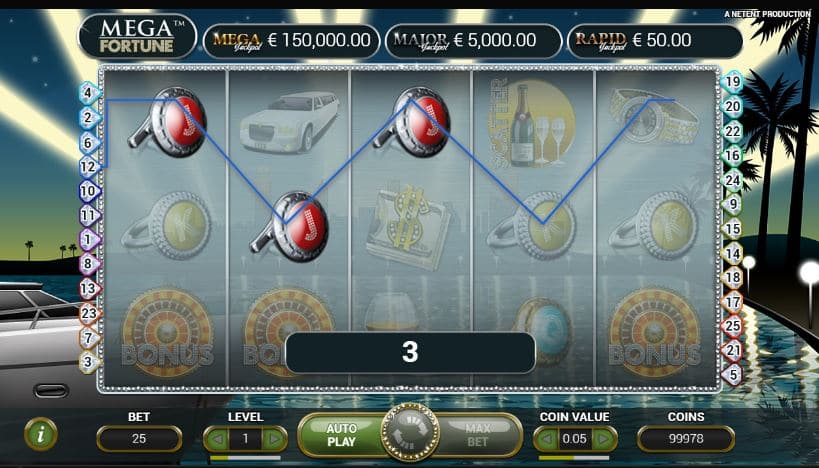 A NETENT PRODUCTION
MEGA™
FORTUNE
MEGA Jackpot € 150,000.00
MAJOR Jackpot € 5,000.00
RAPID Jackpot € 50.00
4
2
6
12
10
11
1
8
13
23
7
3
J
J
SCATTER
J
$
K
K
K
BONUS
BONUS
BONUS
3
19
20
22
16
24
9
15
14
18
17
25
21
5
BET
25
LEVEL
1
AUTO
PLAY
MAX
BET
COIN VALUE
0.05
COINS
99978
i